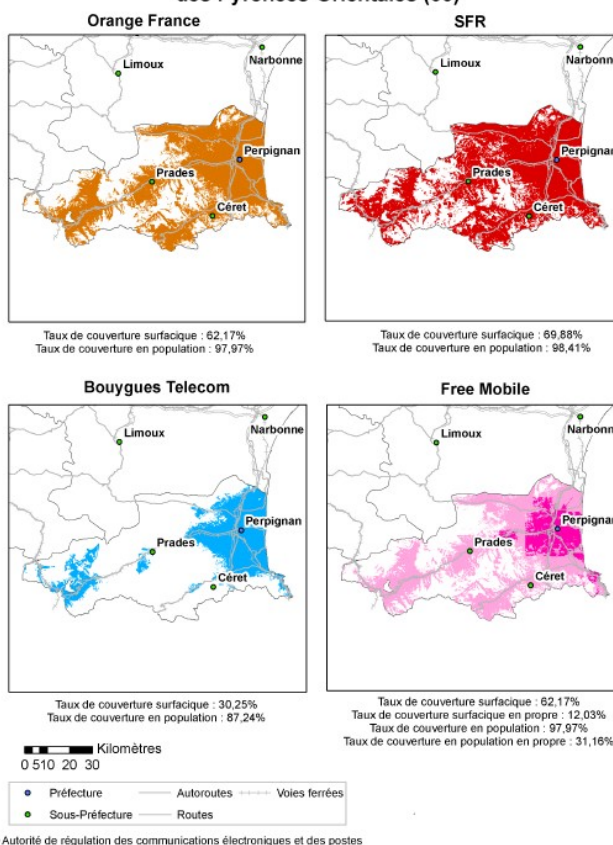 des Pyrénées-Orientales (66)
Orange France
SFR
Limoux
Narbonne
Perpignan
Prades
Céret
Limoux
Narbonne
Perpignan
Prades
Céret
Taux de couverture surfacique : 62,17%
Taux de couverture en population : 97,97%
Taux de couverture surfacique : 69,88%
Taux de couverture en population : 98,41%
Bouygues Telecom
Free Mobile
Limoux
Narbonne
Perpignan
Prades
Céret
Limoux
Narbonne
Perpignan
Prades
Céret
Taux de couverture surfacique : 30,25%
Taux de couverture en population : 87,24%
Taux de couverture surfacique : 62,17%
Taux de couverture surfacique en propre : 12,03%
Taux de couverture en population : 97,97%
Taux de couverture en population en propre : 31,16%
Kilomètres
0 5 10 20 30
Préfecture
Autoroutes
Voies ferrées
Sous-Préfecture
Routes
Autorité de régulation des communications électroniques et des postes